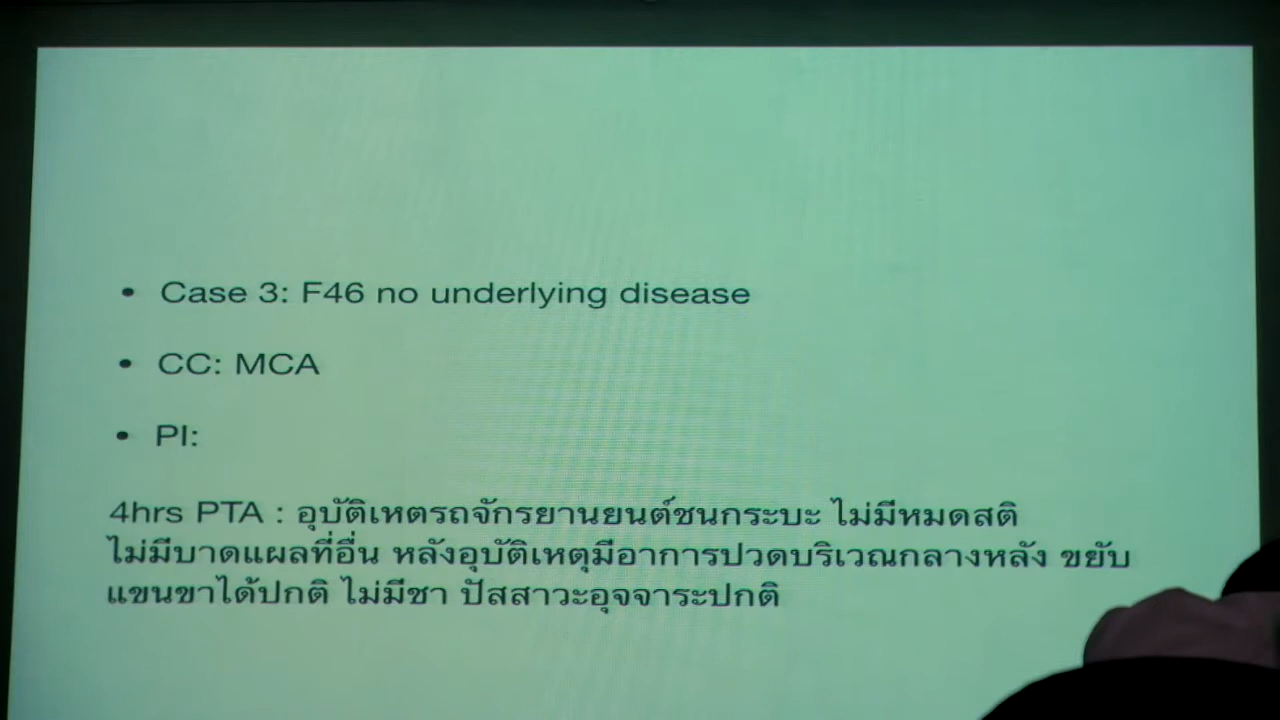 • Case 3: F46 no underlying disease
• CC: MCA
• PI:
4hrs PTA : อุบัติเหตรถจักรยานยนต์ชนกระบะ ไม่มีหมดสติ
ไม่มีบาดแผลที่อื่น หลังอุบัติเหตุมีอาการปวดบริเวณกลางหลัง ขยับ
แขนขาได้ปกติ ไม่มีชา ปัสสาวะอุจจาระปกติ